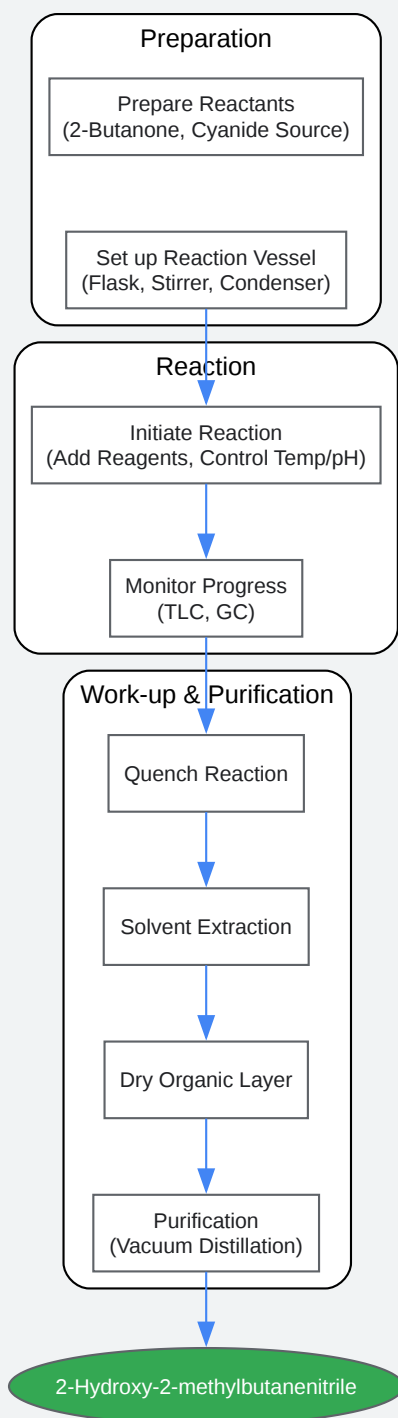 Preparation
Prepare Reactants
(2-Butanone, Cyanide Source)
Set up Reaction Vessel
(Flask, Stirrer, Condenser)
Reaction
Initiate Reaction
(Add Reagents, Control Temp/pH)
Monitor Progress
(TLC, GC)
Work-up & Purification
Quench Reaction
Solvent Extraction
Dry Organic Layer
Purification
(Vacuum Distillation)
2-Hydroxy-2-methylbutanenitrile